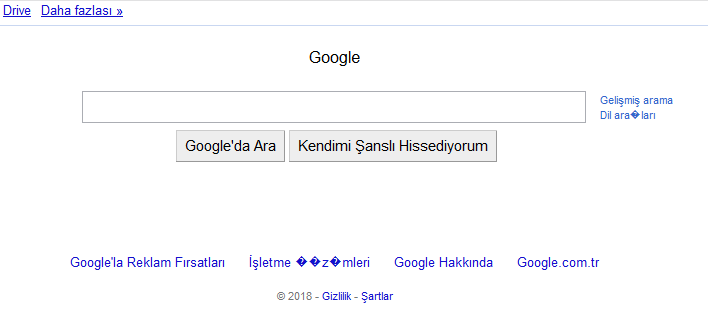 Drive Daha fazlası »
Google
Gelişmiş arama
Dil ara�ları
Google'da Ara Kendimi Şanslı Hissediyorum
Google'la Reklam Fırsatları İşletme ��z�mleri Google Hakkında Google.com.tr
© 2018 - Gizlilik - Şartlar